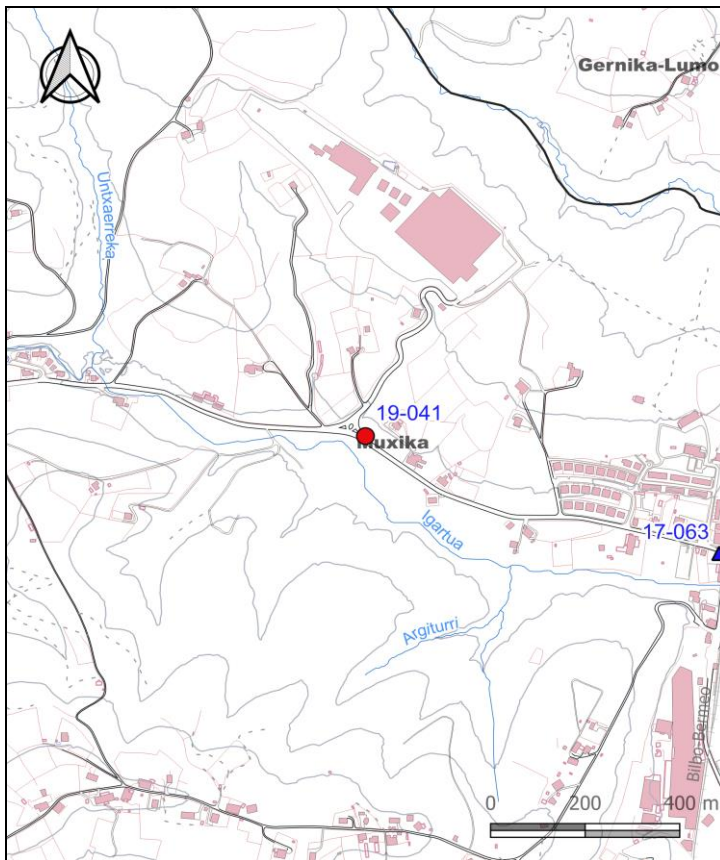 Gernika-Lumo
Untxaerreka
19-041
Muxika
Igartua
17-063
Argiturri
Bilbo-Bermeo
0 200 400 m